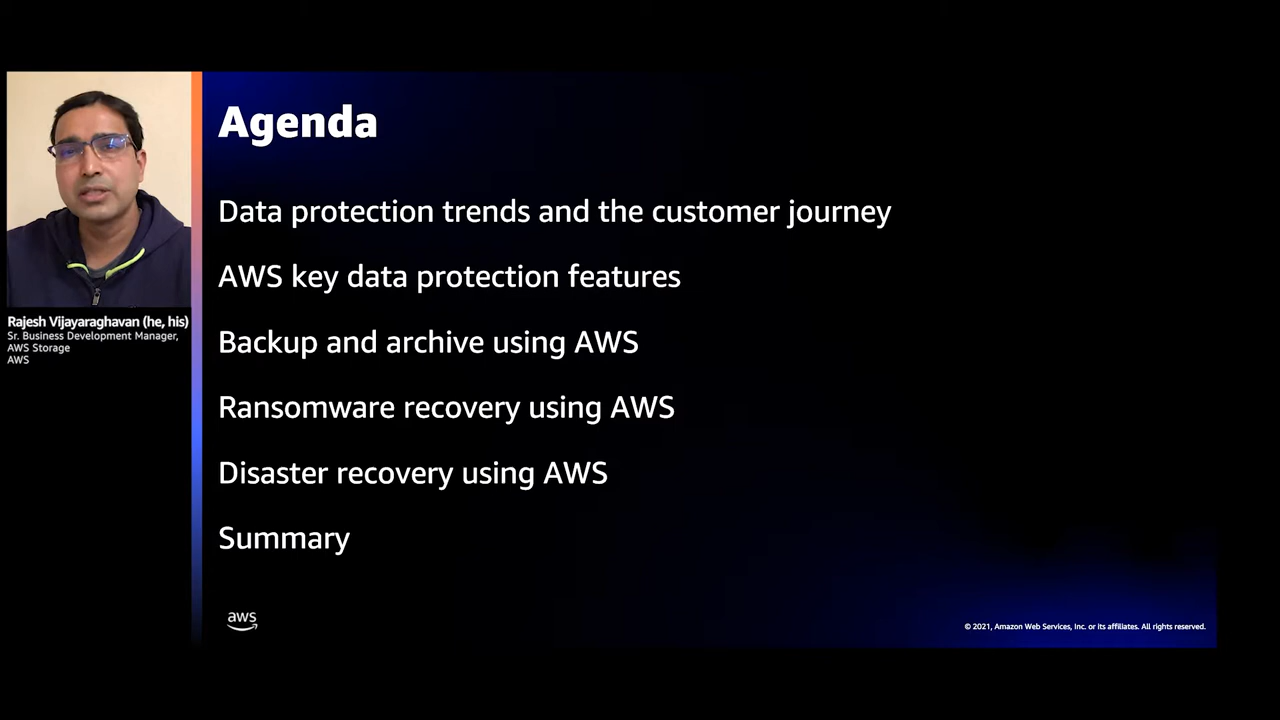 Agenda
Data protection trends and the customer journey
AWS key data protection features
Backup and archive using AWS
Ransomware recovery using AWS
Disaster recovery using AWS
Summary
Rajesh Vijayaraghavan (he, his)
Sr. Business Development Manager,
AWS Storage
AWS
aws
© 2021, Amazon Web Services, Inc. or its affiliates. All rights reserved.